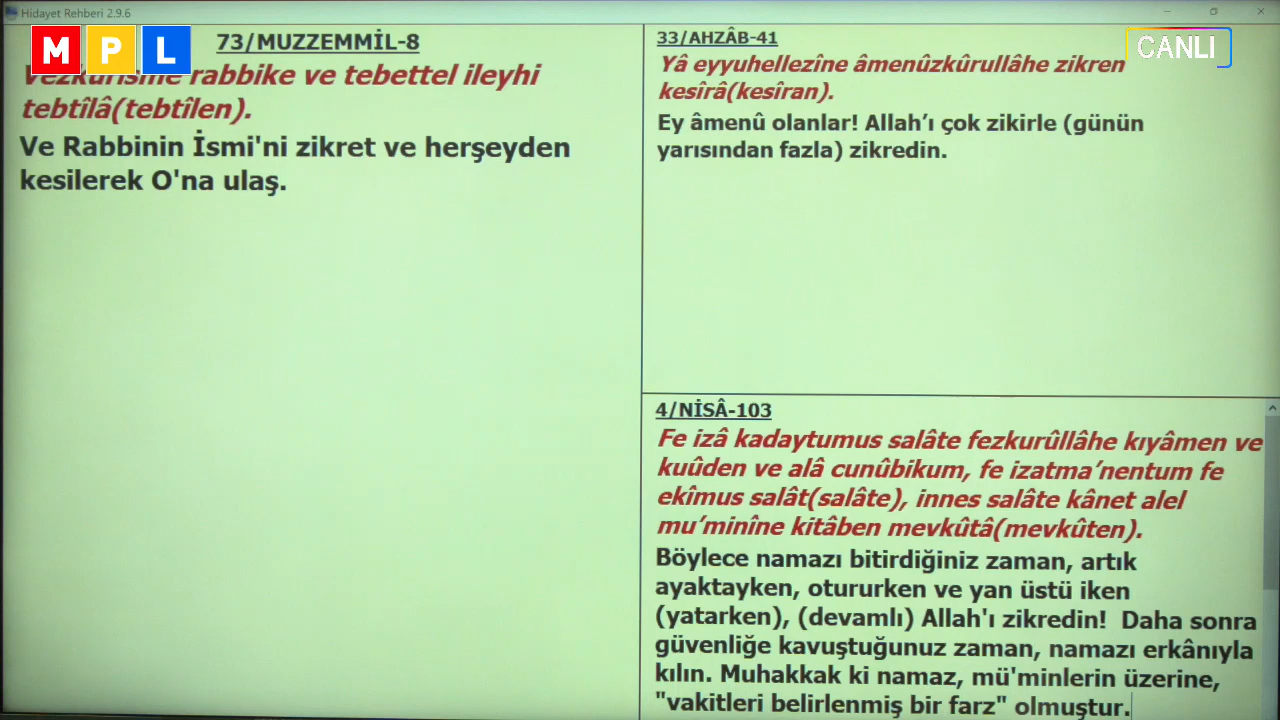 Hidayet Rehberi 2.9.6
MPL
CANLI
73/MUZZEMMİL-8
rabbike ve tebettel ileyhi
tebtîlâ(tebtîlen).
Ve Rabbinin İsmi'ni zikret ve herşeyden
kesilerek O'na ulaş.
33/AHZÂB-41
Yâ eyyuhellezîne âmenûzkûrullâhe zikren
kesîrâ(kesîran).
Ey âmenû olanlar! Allah’ı çok zikirle (günün
yarısından fazla) zikredin.
4/NİSÂ-103
Fe izâ kadaytumus salâte fezkurûllâhe kıyâmen ve
kuûden ve alâ cunûbikum, fe izatma’nentum fe
ekîmus salât(salâte), innes salâte kânet alel
mu’minîne kitâben mevkûtâ(mevkûten).
Böylece namazı bitirdiğiniz zaman, artık
ayaktayken, otururken ve yan üstü iken
(yatarken), (devamlı) Allah'ı zikredin! Daha sonra
güvenliğe kavuştuğunuz zaman, namazı erkânıyla
kılın. Muhakkak ki namaz, mü'minlerin üzerine,
"vakitleri belirlenmiş bir farz" olmuştur.